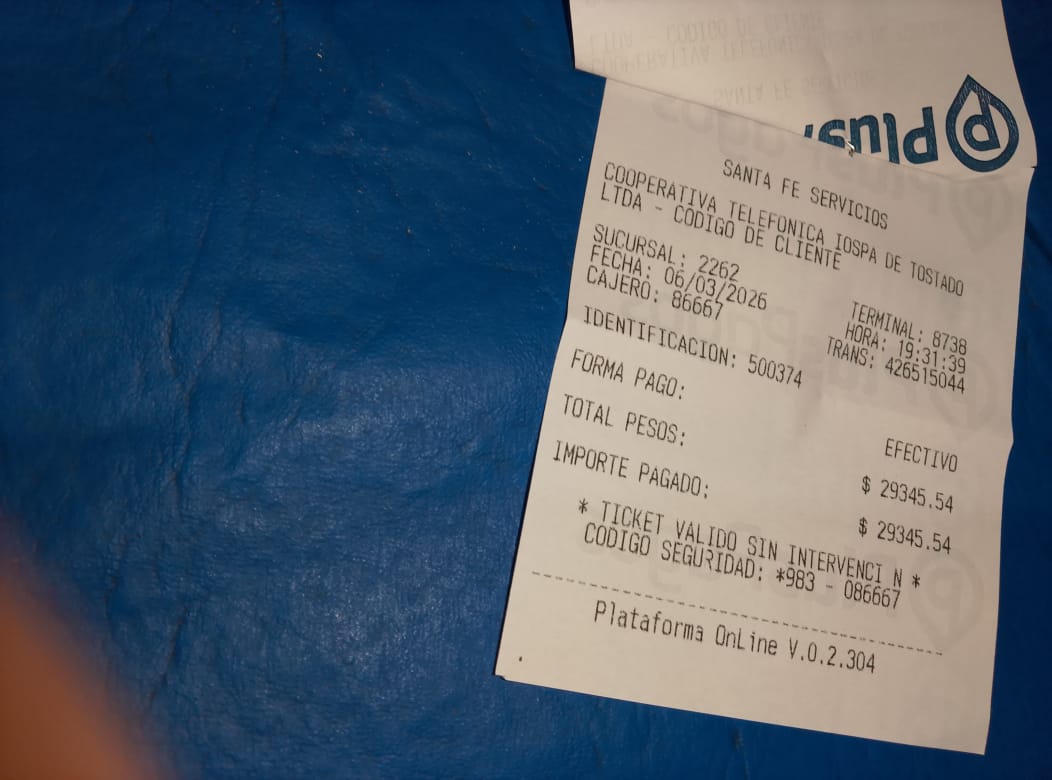 Plus
SANTA FE SERVICIOS
COOPERATIVA TELEFONICA IOSPA DE TOSTADO
LTDA - CODIGO DE CLIENTE
SUCURSAL: 2262 TERMINAL: 8738
FECHA: 06/03/2026 HORA: 19:31:39
CAJERO: 86667 TRANS: 426515044
IDENTIFICACION: 500374
FORMA PAGO: EFECTIVO
TOTAL PESOS: $ 29345.54
IMPORTE PAGADO: $ 29345.54
* TICKET VALIDO SIN INTERVENCI N *
CODIGO SEGURIDAD: *983 - 086667
Plataforma OnLine V.0.2.304